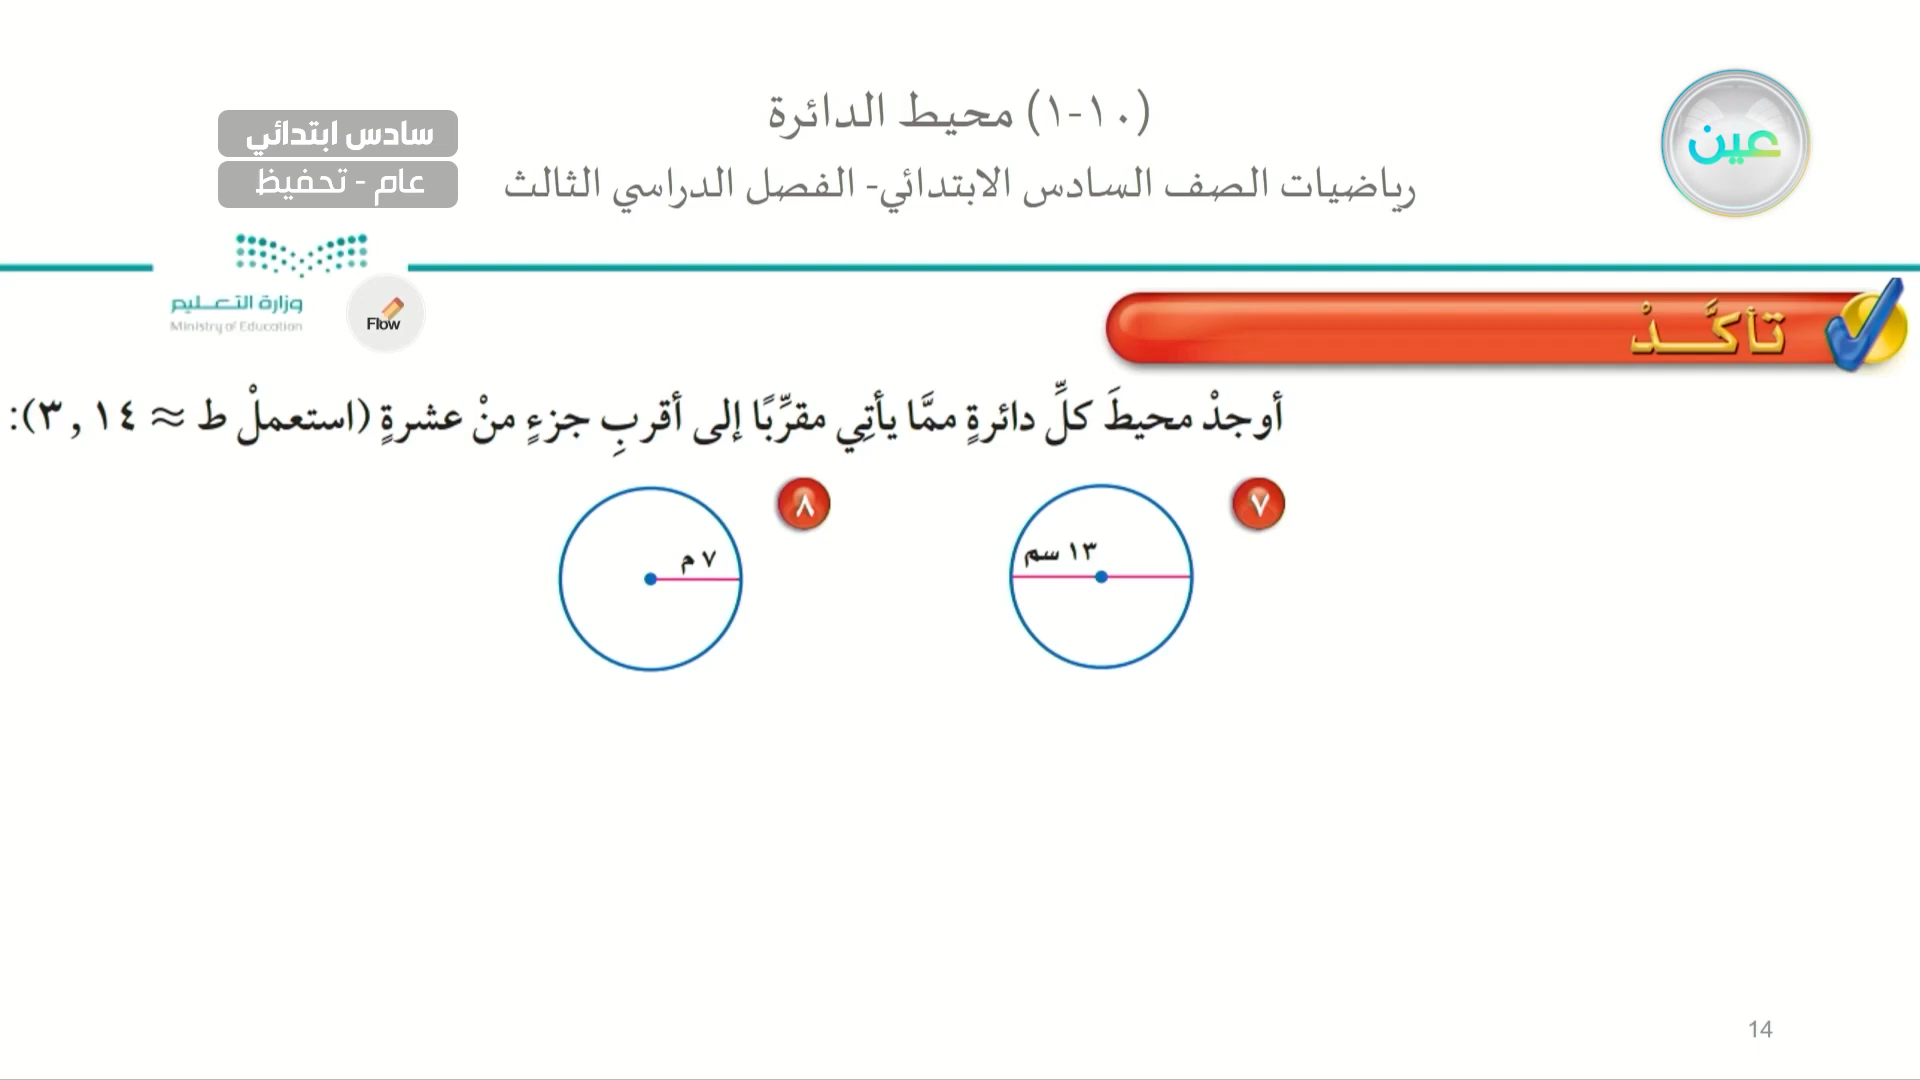 (١٠-١) محيط الدائرة
رياضيات الصف السادس الابتدائي- الفصل الدراسي الثالث
عين
سادس ابتدائي
عام - تحفيظ
وزارة التعليم
Ministry of Education
Flow
تأكَّدْ
أوجدْ محيطَ كلِّ دائرةٍ ممَّا يأتِي مقرِّبًا إلى أقربِ جزءٍ منْ عشرةٍ (استعملْ ط ≈ ٣,١٤):
٧
١٣ سم
٨
٧ م
14